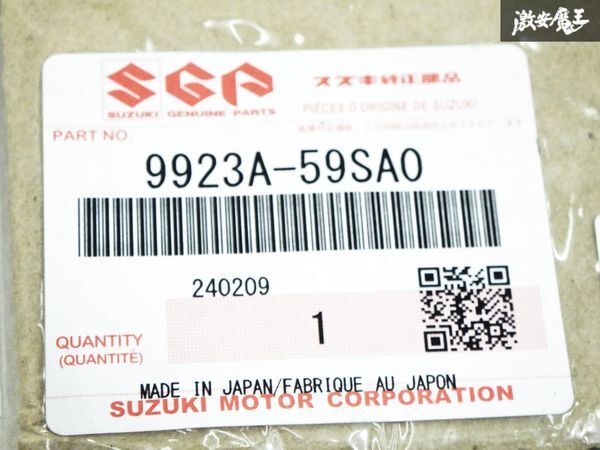 激安魔王
SGP
スズキ純正部品
SUZUKI GENUINE PARTS
PIÈCES D'ORIGINE DE SUZUKI
PART NO.
9923A-59SA0
240209
QUANTITY
(QUANTITÉ)
1
MADE IN JAPAN/FABRIQUE AU JAPON
SUZUKI MOTOR CORPORATION